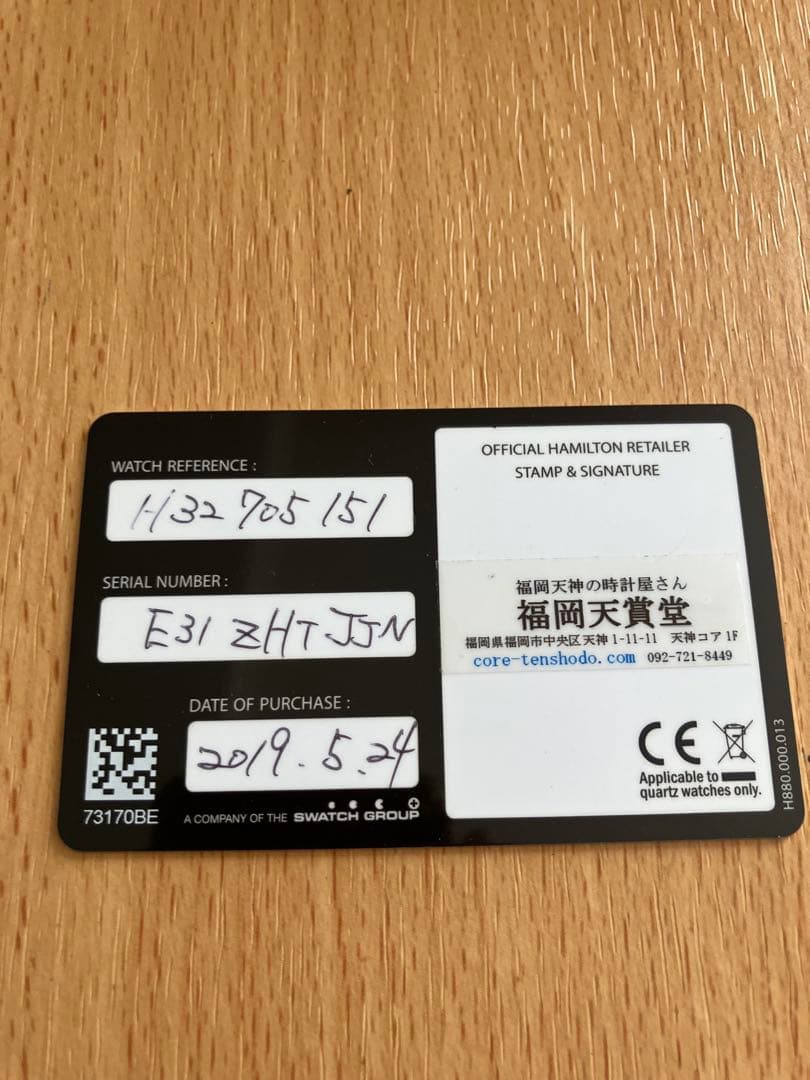 WATCH REFERENCE :
H32 705 151
SERIAL NUMBER :
E31 ZHT JJN
DATE OF PURCHASE :
2019. 5. 24
73170BE
A COMPANY OF THE SWATCH GROUP
OFFICIAL HAMILTON RETAILER
STAMP & SIGNATURE
福岡天神の時計屋さん
福岡天賞堂
福岡県福岡市中央区天神 1-11-11 天神コア 1F
core-tenshodo.com 092-721-8449
CE
Applicable to
quartz watches only.
H880.000.013